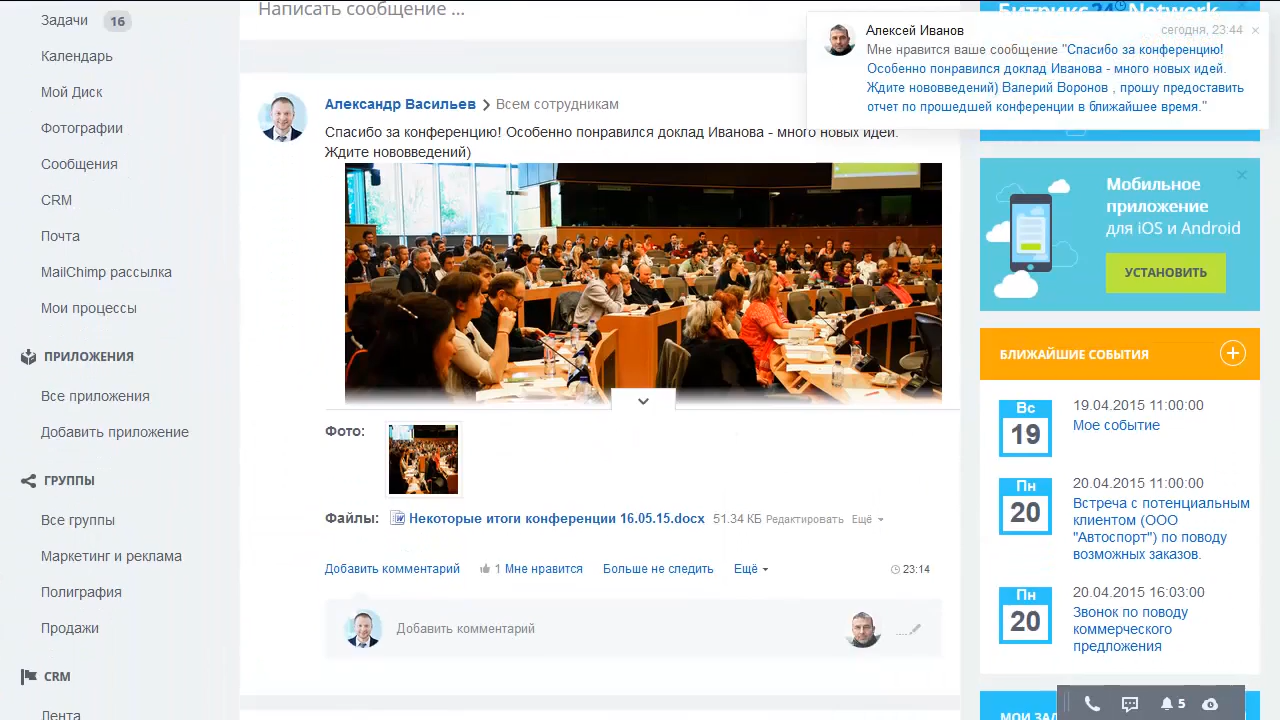 Задачи 16
Календарь
Мой Диск
Фотографии
Сообщения
CRM
Почта
MailChimp рассылка
Мои процессы
ПРИЛОЖЕНИЯ
Все приложения
Добавить приложение
ГРУППЫ
Все группы
Маркетинг и реклама
Полиграфия
Продажи
CRM
Лента
Написать сообщение ...
Александр Васильев > Всем сотрудникам
Спасибо за конференцию! Особенно понравился доклад Иванова - много новых идей.
Ждите нововведений)
Фото:
Файлы: Некоторые итоги конференции 16.05.15.docx 51.34 КБ Редактировать Ещё
Добавить комментарий 1 Мне нравится Больше не следить Ещё 23:14
Добавить комментарий ....
Битрикс24 Network
Алексей Иванов сегодня, 23:44
Мне нравится ваше сообщение "Спасибо за конференцию!
Особенно понравился доклад Иванова - много новых идей.
Ждите нововведений) Валерий Воронов , прошу предоставить
отчет по прошедшей конференции в ближайшее время."
Мобильное
приложение
для iOS и Android
УСТАНОВИТЬ
БЛИЖАЙШИЕ СОБЫТИЯ
Вс
19
19.04.2015 11:00:00
Мое событие
Пн
20
20.04.2015 11:00:00
Встреча с потенциальным
клиентом (ООО
"Автоспорт") по поводу
возможных заказов.
Пн
20
20.04.2015 16:03:00
Звонок по поводу
коммерческого
предложения
МОИ ЗАД
5
0